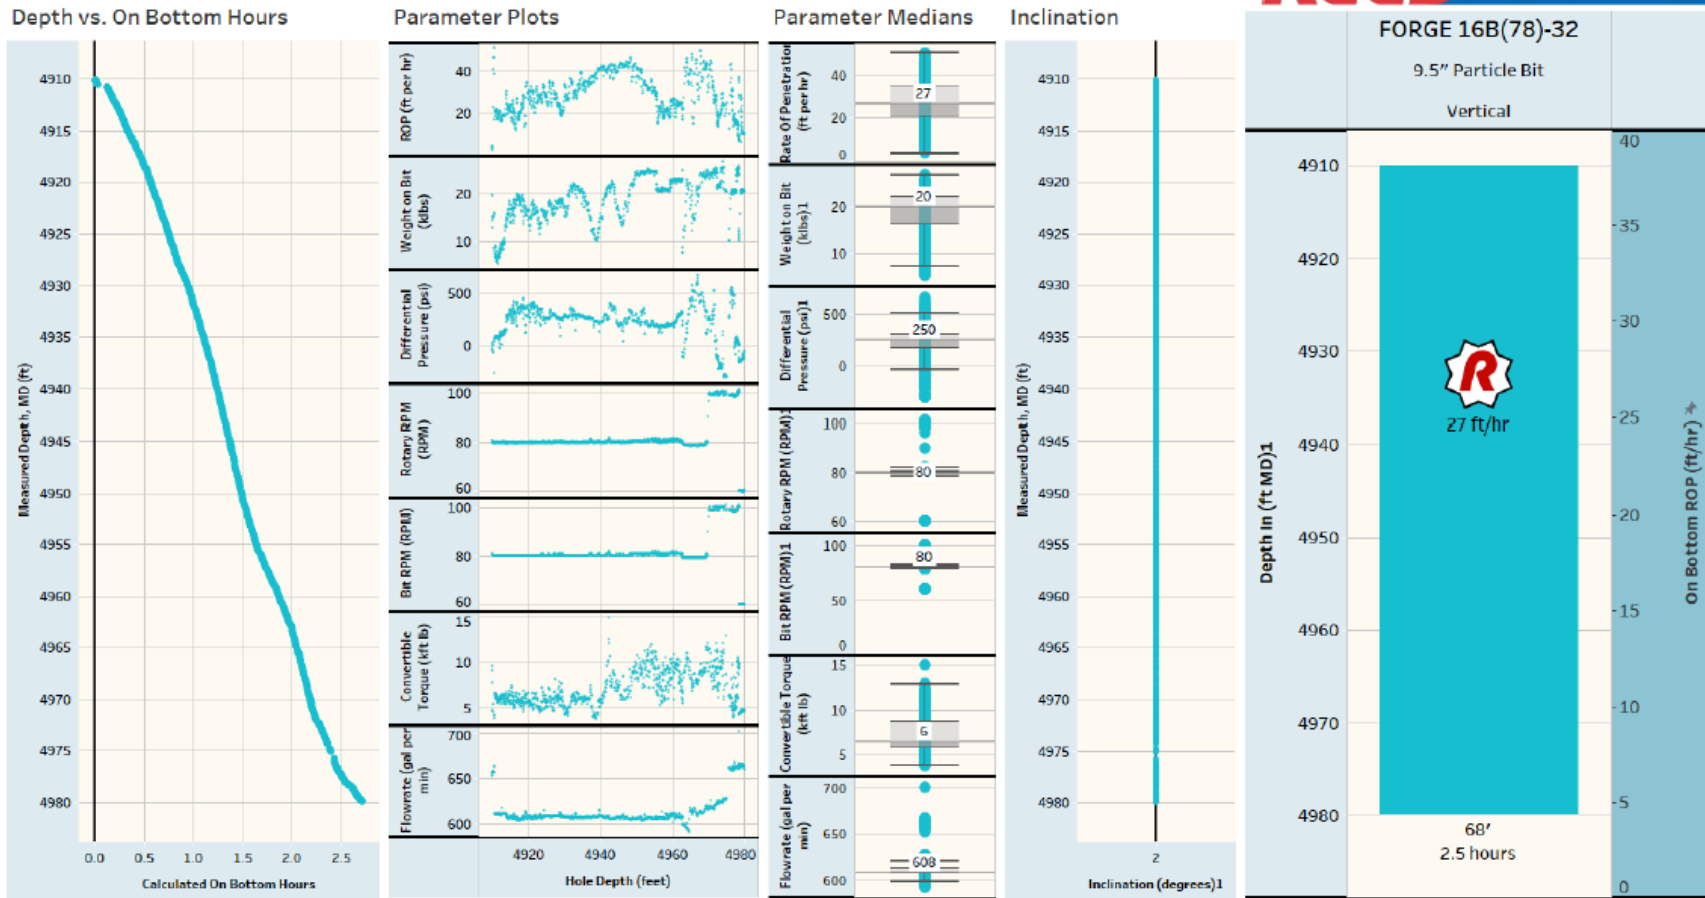 Depth vs. On Bottom Hours
Measured Depth, MD (ft)
4910
4915
4920
4925
4930
4935
4940
4945
4950
4955
4960
4965
4970
4975
4980
0.0 0.5 1.0 1.5 2.0 2.5
Calculated On Bottom Hours
Parameter Plots
ROP (ft per hr)
40
20
Weight on Bit
(klbs)
20
10
Differential
Pressure (psi)
500
0
Rotary RPM
(RPM)
100
80
60
Bit RPM (RPM)
100
80
60
Convertible
Torque (kft lb)
15
10
5
Flowrate (gal per
min)
700
650
600
4920 4940 4960 4980
Hole Depth (feet)
Parameter Medians
Rate Of Penetration
(ft per hr)
40
20
0
27
Weight on Bit
(klbs)1
20
10
20
Differential
Pressure (psi)1
500
0
250
Rotary RPM (RPM)1
100
80
60
80
Bit RPM (RPM)1
100
50
0
80
Convertible Torque
(kft lb)
15
10
5
6
Flowrate (gal per
min)
700
650
600
608
Inclination
Measured Depth, MD (ft)
4910
4915
4920
4925
4930
4935
4940
4945
4950
4955
4960
4965
4970
4975
4980
2
Inclination (degrees)1
FORGE 16B(78)-32
9.5" Particle Bit
Vertical
Depth In (ft MD)1
4910
4920
4930
4940
4950
4960
4970
4980
R
27 ft/hr
68'
2.5 hours
40
35
30
25
20
15
10
5
0
On Bottom ROP (ft/hr)